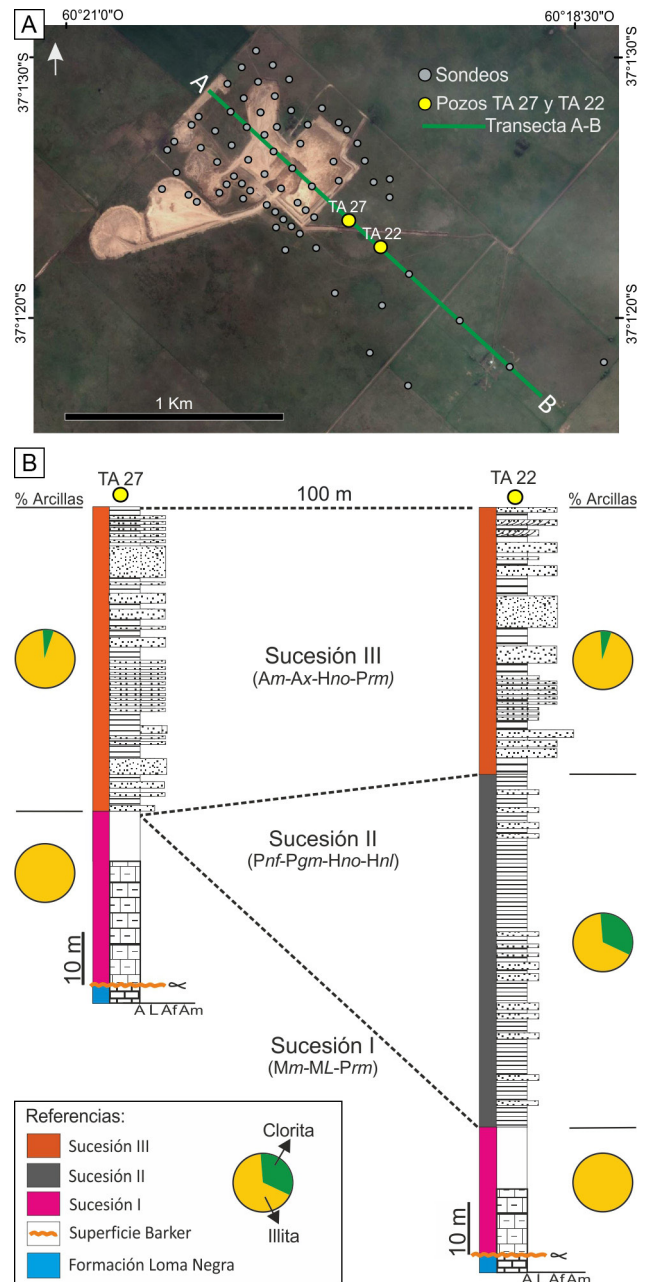 A
60°21'0"O
60°18'30"O
37°1'30"S
37°1'30"S
A
Sondeos
Pozos TA 27 y TA 22
Transecta A-B
TA 27
TA 22
37°1'20"S
37°1'20"S
1 Km
B
B
TA 27
TA 22
% Arcillas
100 m
% Arcillas
Sucesión III
(Am-Ax-Hno-Prm)
Sucesión II
(Pnf-Pgm-Hno-Hnl)
10 m
A L Af Am
Sucesión I
(Mm-ML-Prm)
Referencias:
Sucesión III
Sucesión II
Sucesión I
Superficie Barker
Formación Loma Negra
Clorita
Illita
10 m
A L Af Am